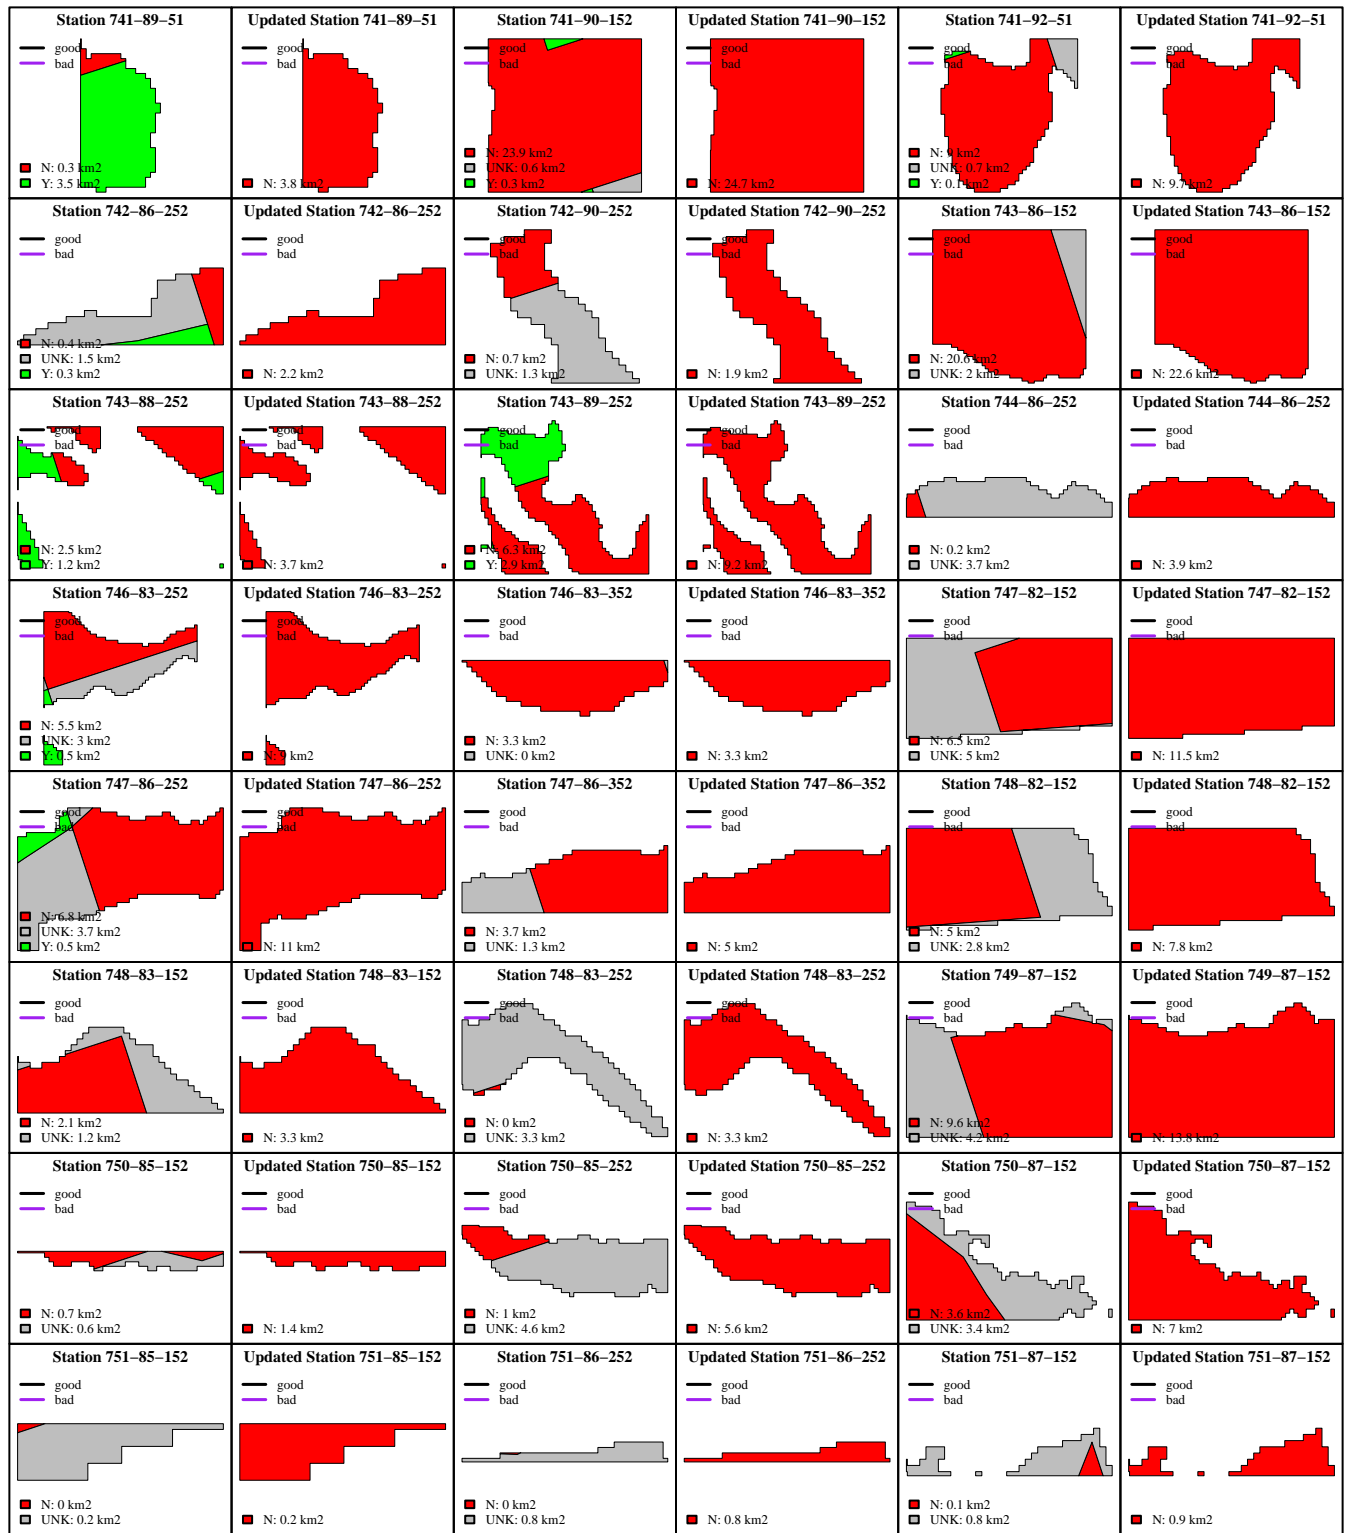 Station 741−89−51
good
bad
N: 0.3 km2
Y: 3.5 km2
Updated Station 741−89−51
good
bad
N: 3.8 km2
Station 741−90−152
good
bad
N: 23.9 km2
UNK: 0.6 km2
Y: 0.3 km2
Updated Station 741−90−152
good
bad
N: 24.7 km2
Station 741−92−51
good
bad
N: 9 km2
UNK: 0.7 km2
Y: 0.1 km2
Updated Station 741−92−51
good
bad
N: 9.7 km2
Station 742−86−252
good
bad
N: 0.4 km2
UNK: 1.5 km2
Y: 0.3 km2
Updated Station 742−86−252
good
bad
N: 2.2 km2
Station 742−90−252
good
bad
N: 0.7 km2
UNK: 1.3 km2
Updated Station 742−90−252
good
bad
N: 1.9 km2
Station 743−86−152
good
bad
N: 20.6 km2
UNK: 2 km2
Updated Station 743−86−152
good
bad
N: 22.6 km2
Station 743−88−252
good
bad
N: 2.5 km2
Y: 1.2 km2
Updated Station 743−88−252
good
bad
N: 3.7 km2
Station 743−89−252
good
bad
N: 6.3 km2
Y: 2.9 km2
Updated Station 743−89−252
good
bad
N: 9.2 km2
Station 744−86−252
good
bad
N: 0.2 km2
UNK: 3.7 km2
Updated Station 744−86−252
good
bad
N: 3.9 km2
Station 746−83−252
good
bad
N: 5.5 km2
UNK: 3 km2
Y: 0.5 km2
Updated Station 746−83−252
good
bad
N: 9 km2
Station 746−83−352
good
bad
N: 3.3 km2
UNK: 0 km2
Updated Station 746−83−352
good
bad
N: 3.3 km2
Station 747−82−152
good
bad
N: 6.5 km2
UNK: 5 km2
Updated Station 747−82−152
good
bad
N: 11.5 km2
Station 747−86−252
good
bad
N: 6.8 km2
UNK: 3.7 km2
Y: 0.5 km2
Updated Station 747−86−252
good
bad
N: 11 km2
Station 747−86−352
good
bad
N: 3.7 km2
UNK: 1.3 km2
Updated Station 747−86−352
good
bad
N: 5 km2
Station 748−82−152
good
bad
N: 5 km2
UNK: 2.8 km2
Updated Station 748−82−152
good
bad
N: 7.8 km2
Station 748−83−152
good
bad
N: 2.1 km2
UNK: 1.2 km2
Updated Station 748−83−152
good
bad
N: 3.3 km2
Station 748−83−252
good
bad
N: 0 km2
UNK: 3.3 km2
Updated Station 748−83−252
good
bad
N: 3.3 km2
Station 749−87−152
good
bad
N: 9.6 km2
UNK: 4.2 km2
Updated Station 749−87−152
good
bad
N: 13.8 km2
Station 750−85−152
good
bad
N: 0.7 km2
UNK: 0.6 km2
Updated Station 750−85−152
good
bad
N: 1.4 km2
Station 750−85−252
good
bad
N: 1 km2
UNK: 4.6 km2
Updated Station 750−85−252
good
bad
N: 5.6 km2
Station 750−87−152
good
bad
N: 3.6 km2
UNK: 3.4 km2
Updated Station 750−87−152
good
bad
N: 7 km2
Station 751−85−152
good
bad
N: 0 km2
UNK: 0.2 km2
Updated Station 751−85−152
good
bad
N: 0.2 km2
Station 751−86−252
good
bad
N: 0 km2
UNK: 0.8 km2
Updated Station 751−86−252
good
bad
N: 0.8 km2
Station 751−87−152
good
bad
N: 0.1 km2
UNK: 0.8 km2
Updated Station 751−87−152
good
bad
N: 0.9 km2